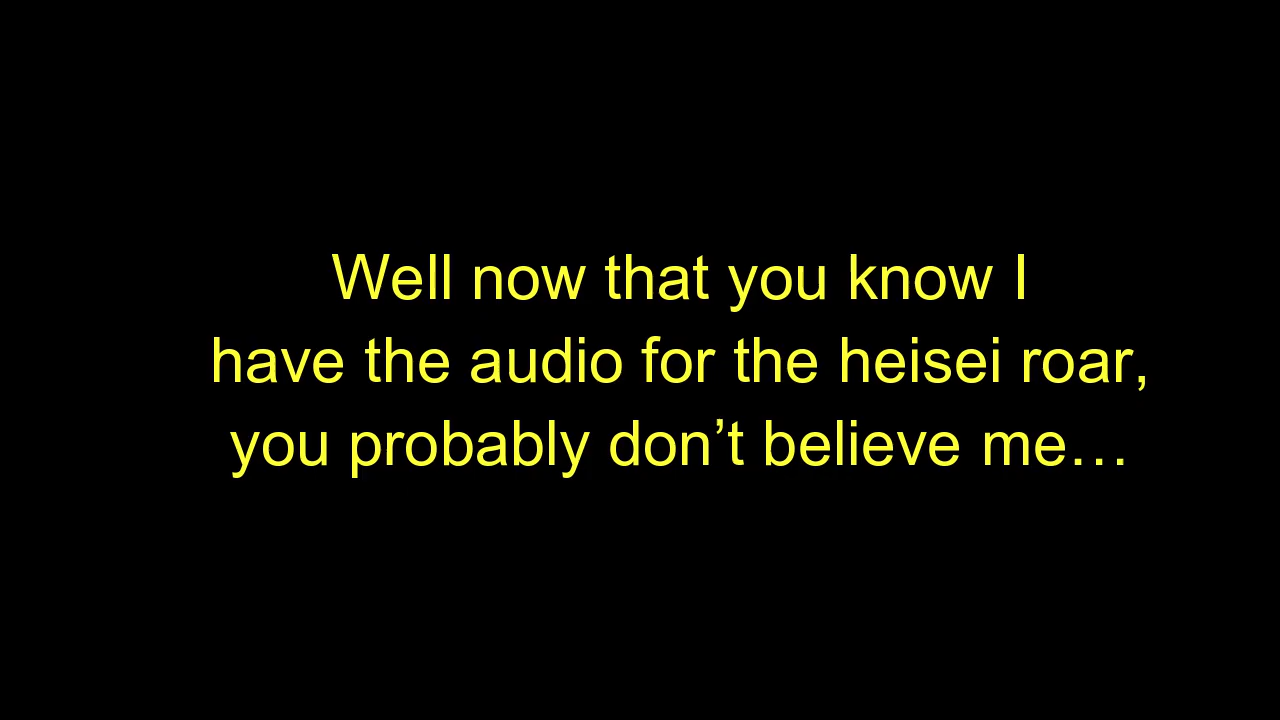 Well now that you know I
have the audio for the heisei roar,
you probably don’t believe me…